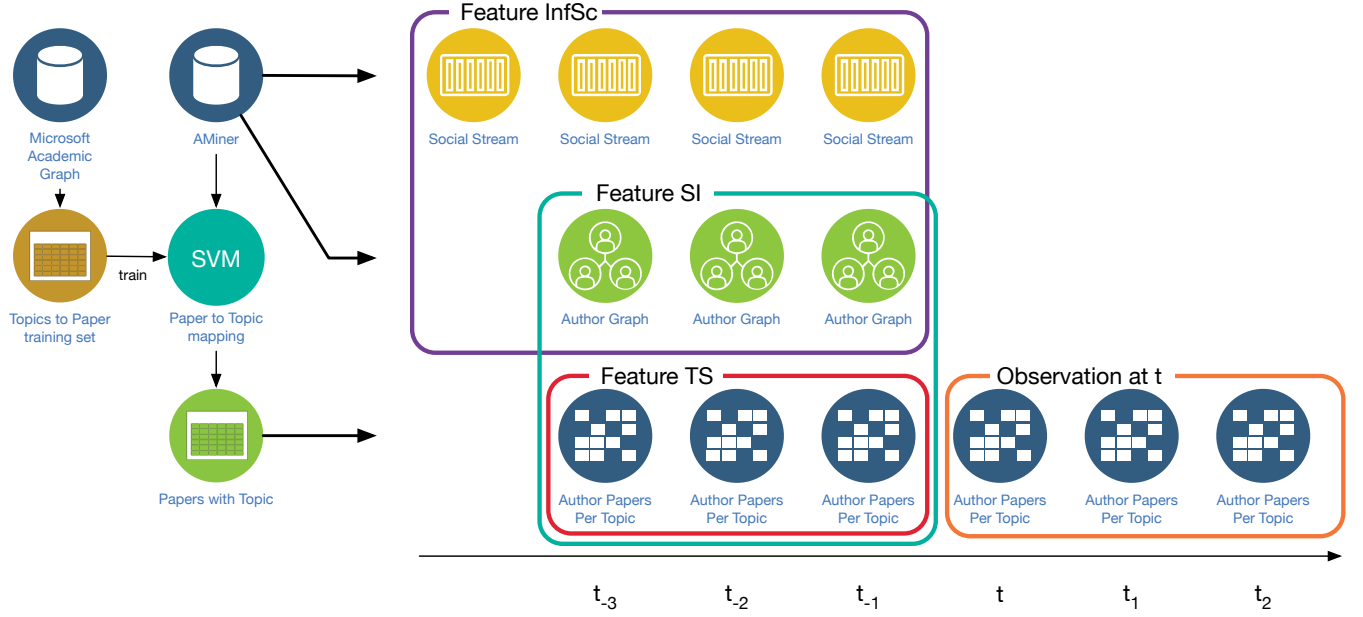 Feature InfSc
Microsoft
Academic
Graph
AMiner
Social Stream
Social Stream
Social Stream
Social Stream
Feature SI
train
SVM
Topics to Paper
training set
Paper to Topic
mapping
Author Graph
Author Graph
Author Graph
Feature TS
Observation at t
Papers with Topic
Author Papers
Per Topic
Author Papers
Per Topic
Author Papers
Per Topic
Author Papers
Per Topic
Author Papers
Per Topic
Author Papers
Per Topic
t-3
t-2
t-1
t
t1
t2